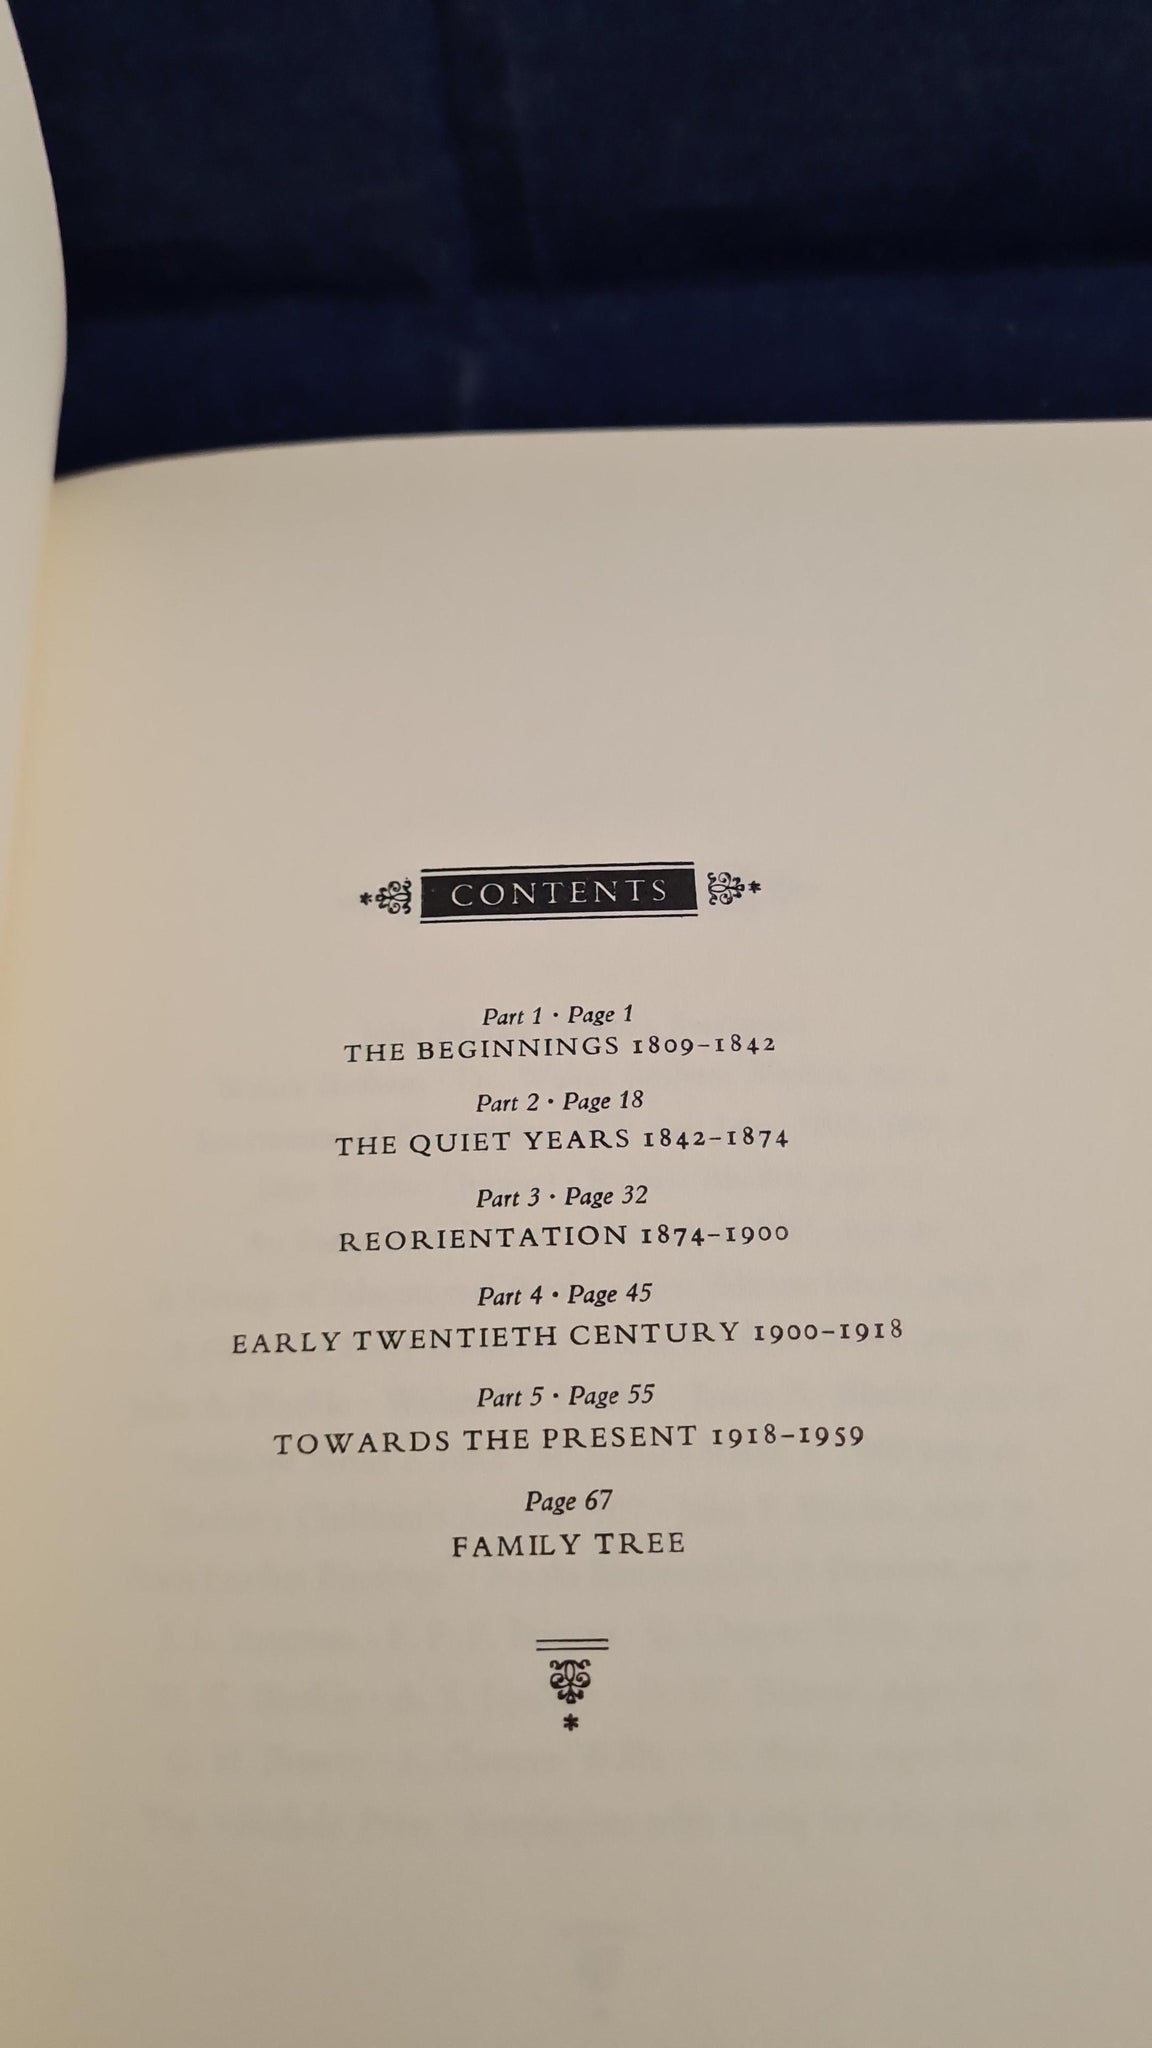 CONTENTS
Part 1 · Page 1
THE BEGINNINGS 1809–1842
Part 2 · Page 18
THE QUIET YEARS 1842–1874
Part 3 · Page 32
REORIENTATION 1874–1900
Part 4 · Page 45
EARLY TWENTIETH CENTURY 1900–1918
Part 5 · Page 55
TOWARDS THE PRESENT 1918–1959
Page 67
FAMILY TREE